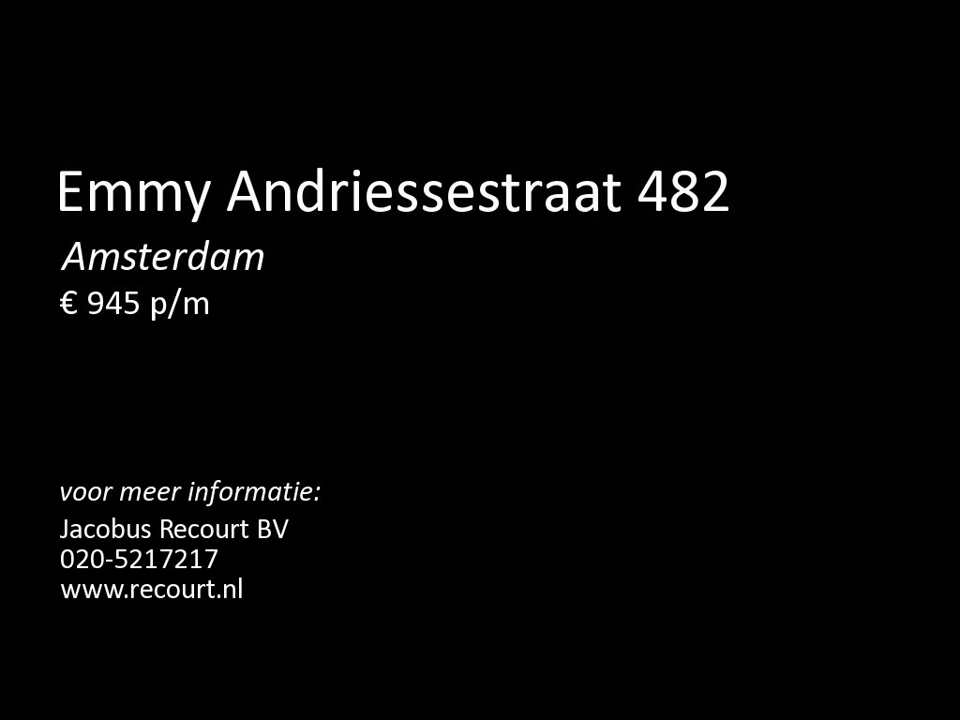 Emmy Andriessestraat 482
Amsterdam
€ 945 p/m
voor meer informatie:
Jacobus Recourt BV
020-5217217
www.recourt.nl